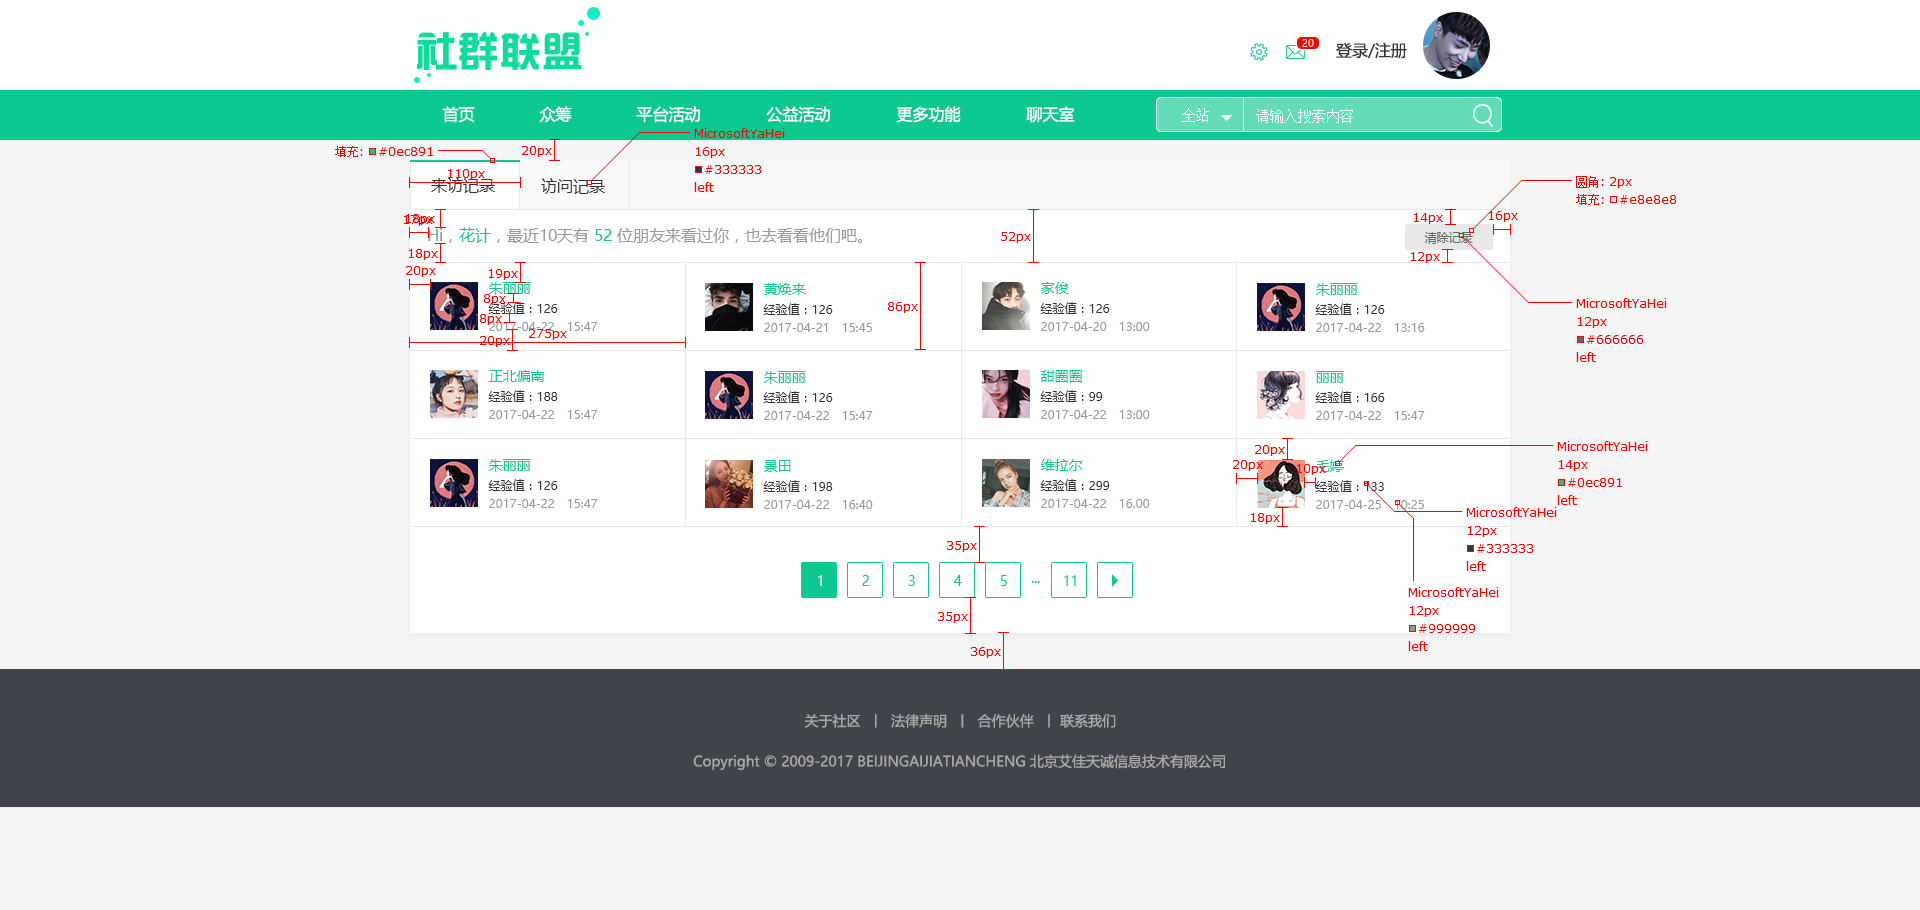 社群联盟
20
登录/注册
首页 众筹 平台活动 公益活动 更多功能 聊天室 全站 请输入搜索内容
填充: #0ec891
20px
MicrosoftYaHei
16px
#333333
left
110px
来访记录 访问记录
圆角: 2px
填充: #e8e8e8
18px
17px
14px
16px
Hi，花计，最近10天有 52 位朋友来看过你，也去看看他们吧。
52px
清除记录
18px
12px
20px
19px
朱丽丽
8px
经验值：126
8px
2017-04-22 15:47
20px
275px
黄焕来
经验值：126
2017-04-21 15:45
86px
家俊
经验值：126
2017-04-20 13:00
朱丽丽
经验值：126
2017-04-22 13:16
MicrosoftYaHei
12px
#666666
left
正北偏南
经验值：188
2017-04-22 15:47
朱丽丽
经验值：126
2017-04-22 15:47
甜圈圈
经验值：99
2017-04-22 13:00
丽丽
经验值：166
2017-04-22 15:47
朱丽丽
经验值：126
2017-04-22 15:47
景田
经验值：198
2017-04-22 16:40
维拉尔
经验值：299
2017-04-22 16.00
20px
20px
10px
毛婷
经验值：133
2017-04-25
0:25
18px
MicrosoftYaHei
14px
#0ec891
left
MicrosoftYaHei
12px
#333333
left
MicrosoftYaHei
12px
#999999
left
35px
1 2 3 4 5 ... 11
35px
36px
关于社区 | 法律声明 | 合作伙伴 | 联系我们
Copyright © 2009-2017 BEIJINGAIJIATIANCHENG 北京艾佳天诚信息技术有限公司